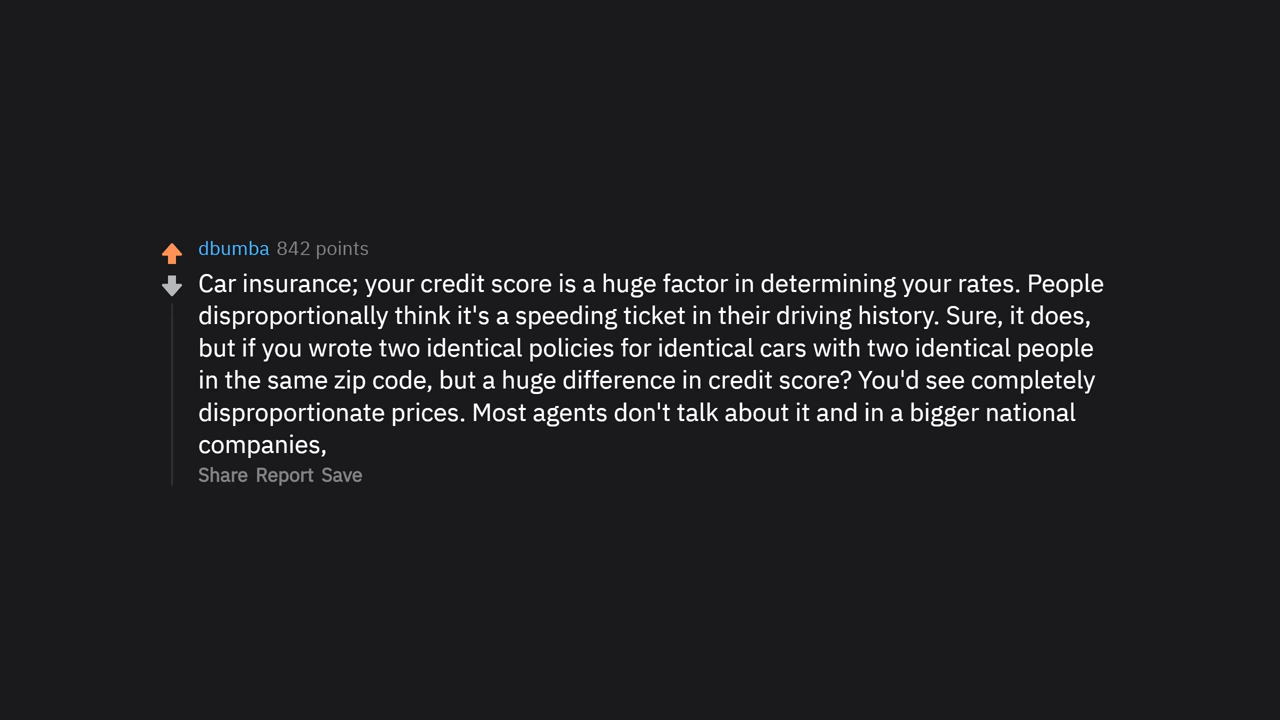 dbumba 842 points
Car insurance; your credit score is a huge factor in determining your rates. People
disproportionally think it's a speeding ticket in their driving history. Sure, it does,
but if you wrote two identical policies for identical cars with two identical people
in the same zip code, but a huge difference in credit score? You'd see completely
disproportionate prices. Most agents don't talk about it and in a bigger national
companies,
Share Report Save